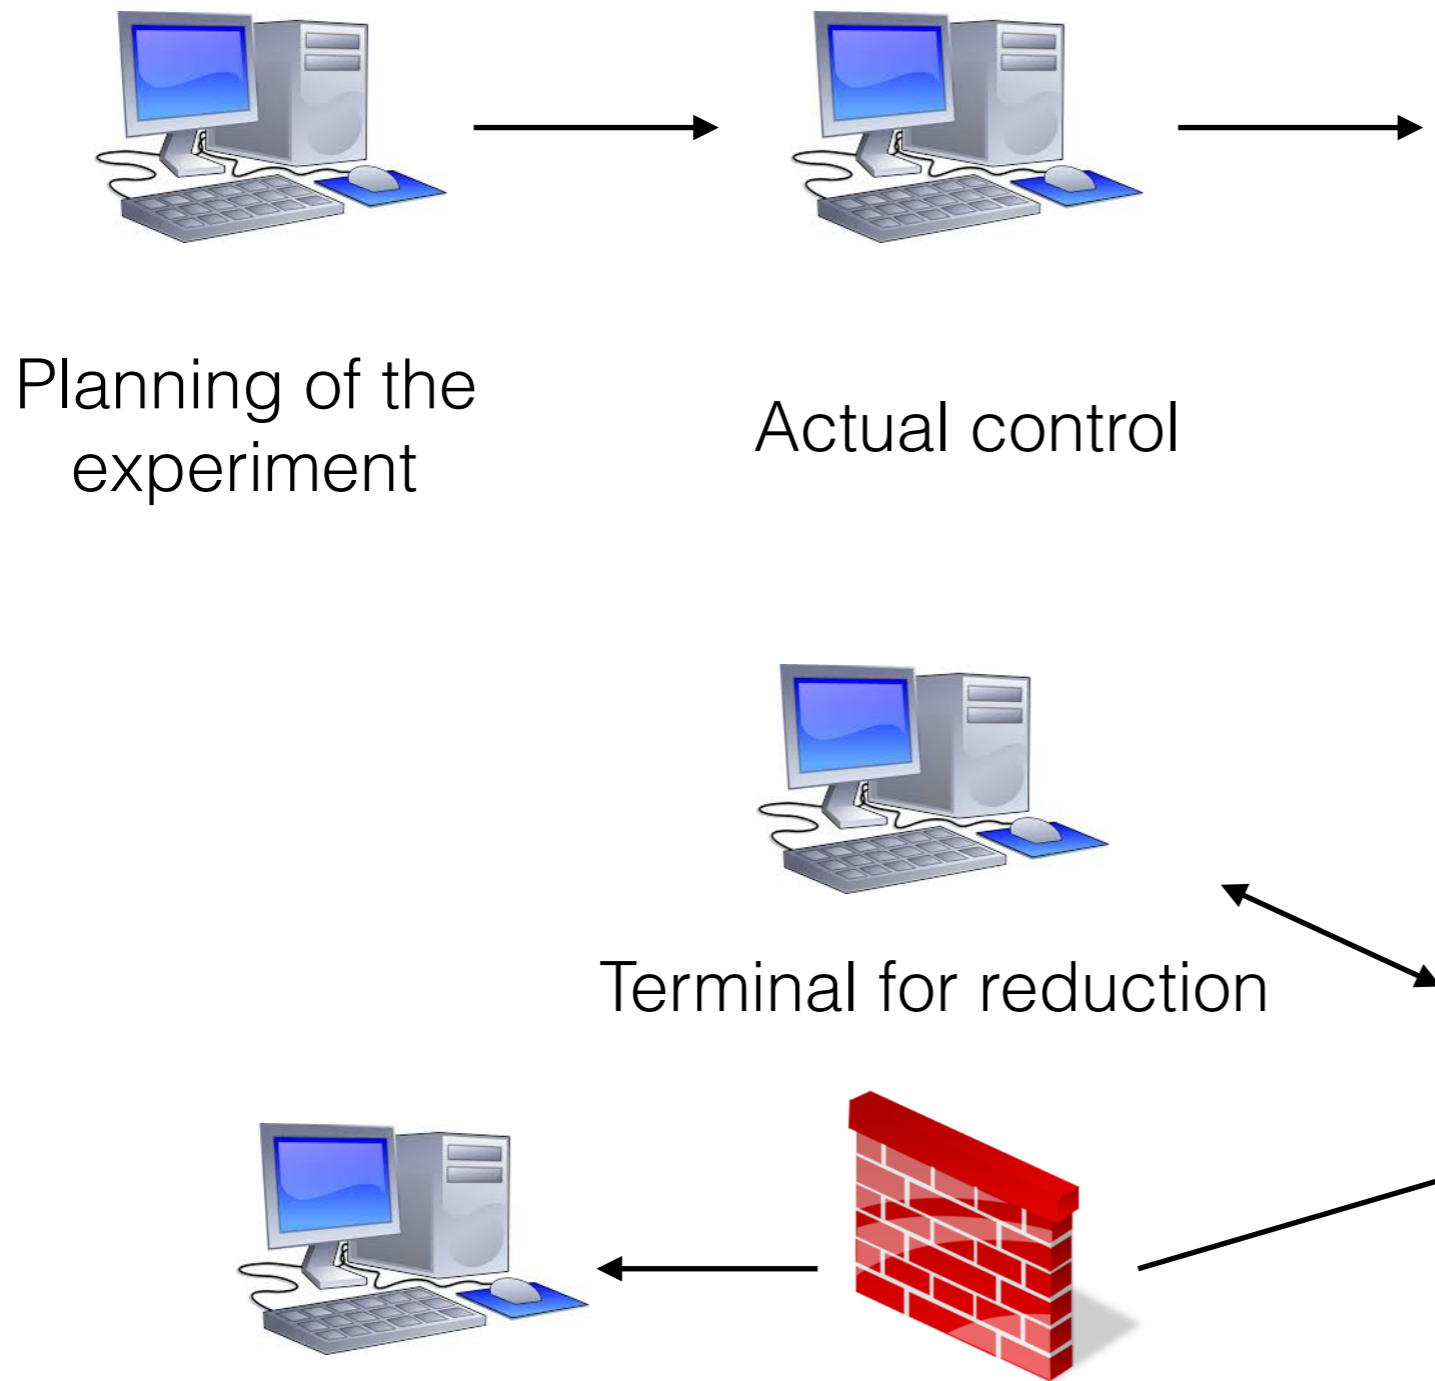 Planning of the
experiment
Actual control
Terminal for reduction